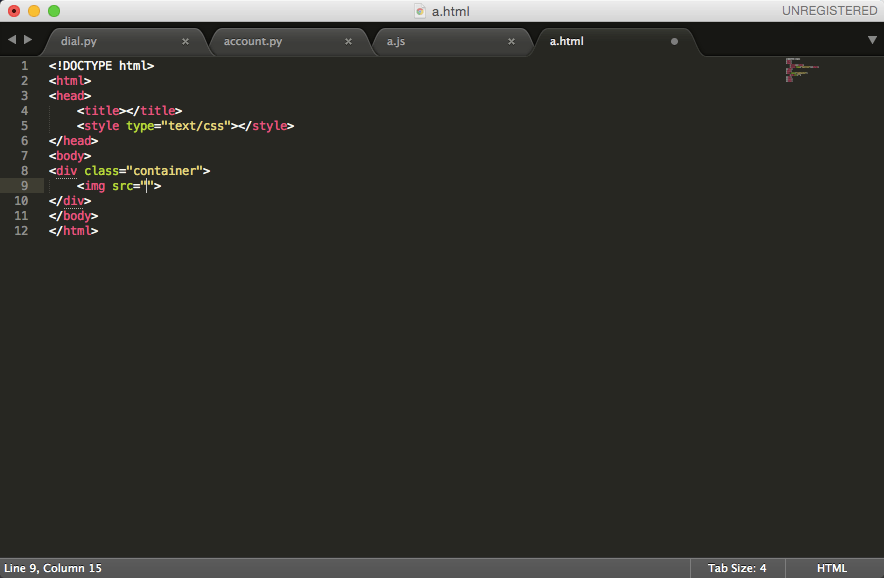 a.html
UNREGISTERED
dial.py
account.py
a.js
a.html
1 <!DOCTYPE html>
2 <html>
3 <head>
4     <title></title>
5     <style type="text/css"></style>
6 </head>
7 <body>
8 <div class="container">
9     <img src="">
10 </div>
11 </body>
12 </html>
Line 9, Column 15
Tab Size: 4
HTML